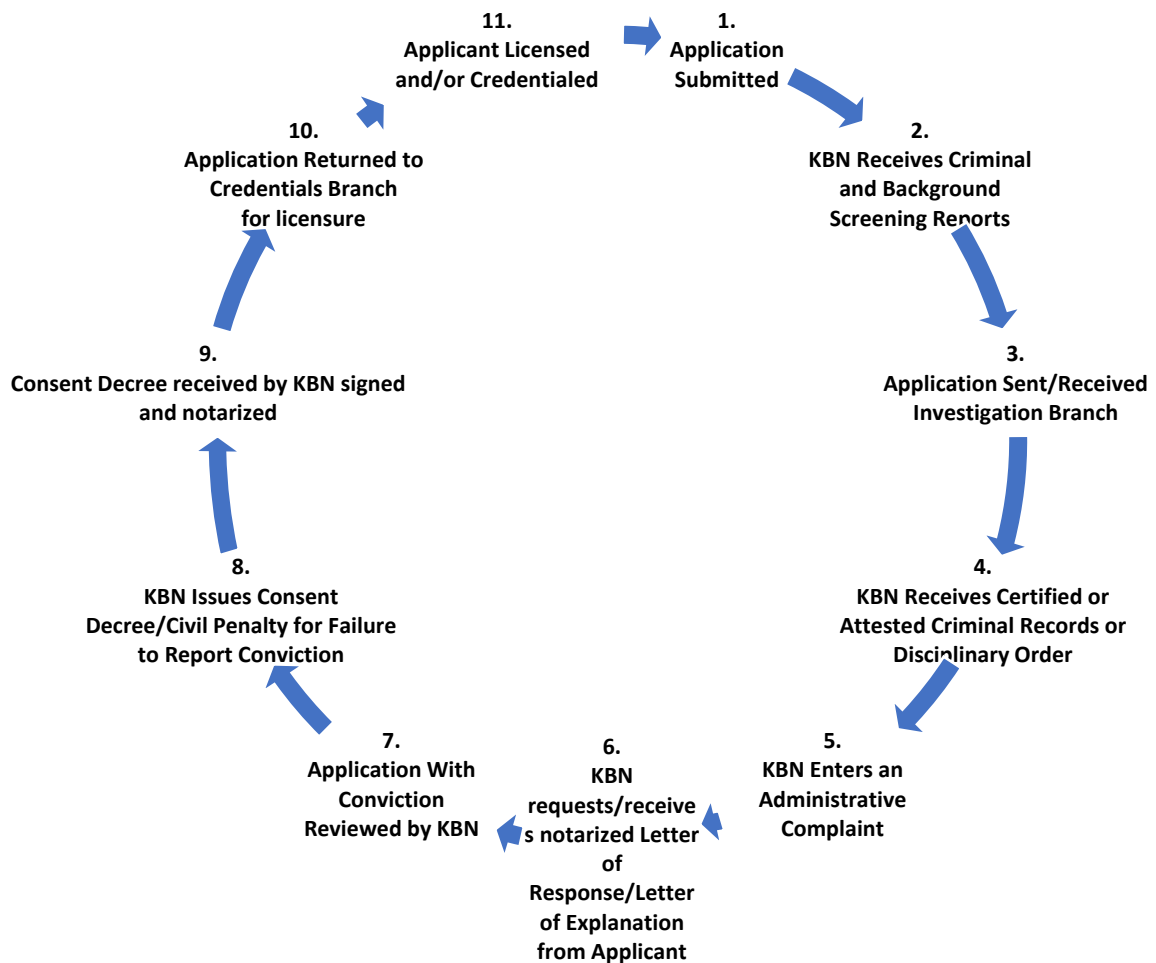 1.
Application
Submitted
2.
KBN Receives Criminal
and Background
Screening Reports
3.
Application Sent/Received
Investigation Branch
4.
KBN Receives Certified or
Attested Criminal Records or
Disciplinary Order
5.
KBN Enters an
Administrative
Complaint
6.
KBN
requests/receive
s notarized Letter
of
Response/Letter
of Explanation
from Applicant
7.
Application With
Conviction
Reviewed by KBN
8.
KBN Issues Consent
Decree/Civil Penalty for Failure
to Report Conviction
9.
Consent Decree received by KBN signed
and notarized
10.
Application Returned to
Credentials Branch
for licensure
11.
Applicant Licensed
and/or Credentialed